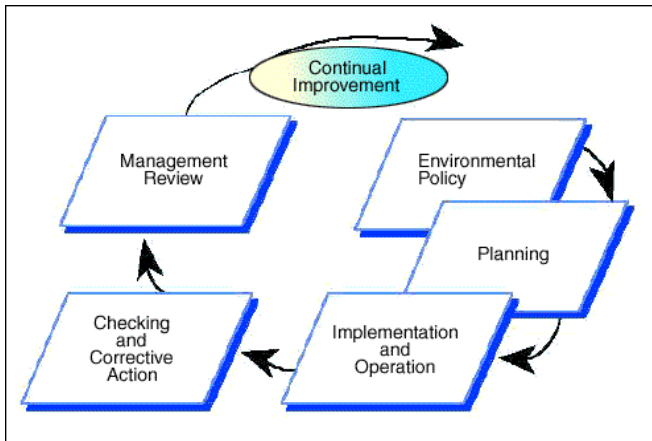 Continual
Improvement
Management
Review
Environmental
Policy
Planning
Checking
and
Corrective
Action
Implementation
and
Operation